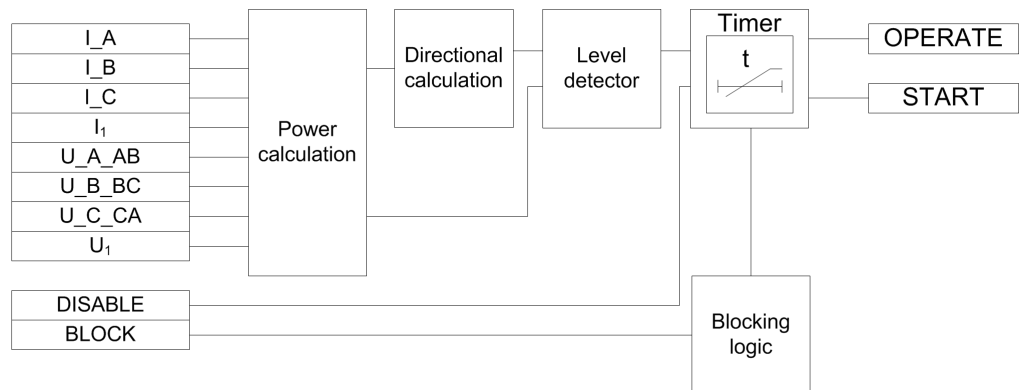 I_A
I_B
I_C
I₁
U_A_AB
U_B_BC
U_C_CA
U₁
DISABLE
BLOCK
Power
calculation
Directional
calculation
Level
detector
Timer
t
Blocking
logic
OPERATE
START